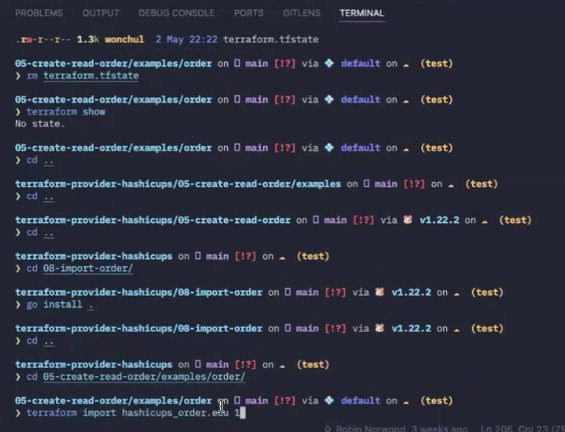 PROBLEMS OUTPUT DEBUG CONSOLE PORTS GITLENS TERMINAL
.rw-r--r-- 1.3k wonchul 2 May 22:22 terraform.tfstate
05-create-read-order/examples/order on main [!?] via default on (test)
❯ rm terraform.tfstate
05-create-read-order/examples/order on main [!?] via default on (test)
❯ terraform show
No state.
05-create-read-order/examples/order on main [!?] via default on (test)
❯ cd ..
terraform-provider-hashicups/05-create-read-order/examples on main [!?] on (test)
❯ cd ..
terraform-provider-hashicups/05-create-read-order on main [!?] via v1.22.2 on (test)
❯ cd ..
terraform-provider-hashicups on main [!?] on (test)
❯ cd 08-import-order/
terraform-provider-hashicups/08-import-order on main [!?] via v1.22.2 on (test)
❯ go install .
terraform-provider-hashicups/08-import-order on main [!?] via v1.22.2 on (test)
❯ cd ..
terraform-provider-hashicups on main [!?] on (test)
❯ cd 05-create-read-order/examples/order/
05-create-read-order/examples/order on main [!?] via default on (test)
❯ terraform import hashicups_order.edu 1
Robin Norwood, 3 weeks ago Ln 206, Col 23 (79